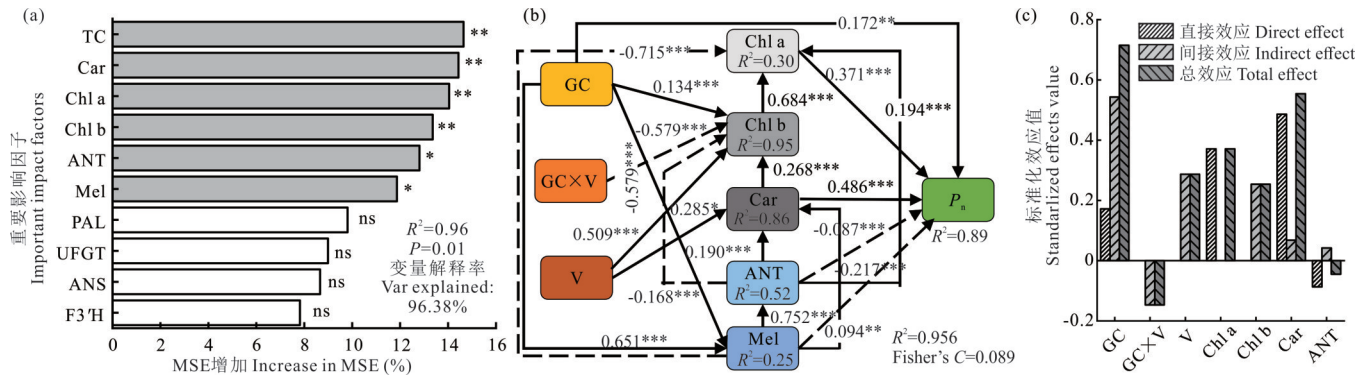 (a)
重要影响因子
Important impact factors
TC
Car
Chl a
Chl b
ANT
Mel
PAL
UFGT
ANS
F3′H
**
**
**
**
*
*
ns
ns
ns
ns
R²=0.96
P=0.01
变量解释率
Var explained:
96.38%
0 2 4 6 8 10 12 14 16
MSE增加 Increase in MSE (%)
(b)
GC
GC×V
V
Chl a
R²=0.30
Chl b
R²=0.95
Car
R²=0.86
ANT
R²=0.52
Mel
R²=0.25
Pn
R²=0.89
0.172**
-0.715***
0.134***
0.371***
0.684***
0.194***
-0.579***
-0.579***
0.268***
0.486***
0.285*
0.509***
0.190***
-0.087***
-0.217***
-0.168***
0.752***
0.094**
0.651***
R²=0.956
Fisher's C=0.089
(c)
直接效应 Direct effect
间接效应 Indirect effect
总效应 Total effect
标准化效应值
Standarlized effects value
0.8
0.6
0.4
0.2
0
-0.2
GC
GC×V
V
Chl a
Chl b
Car
ANT